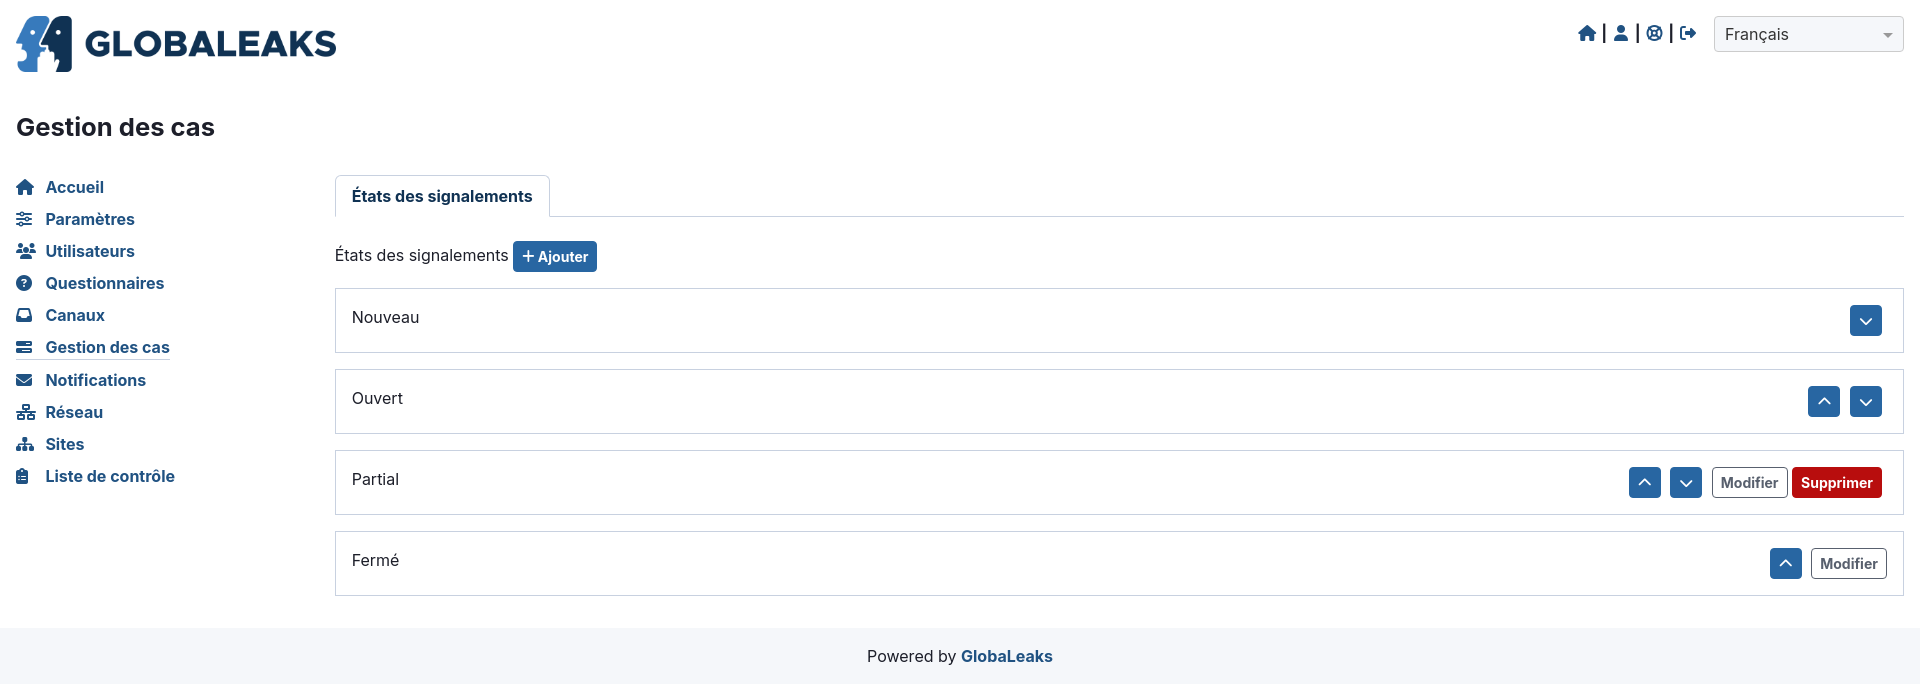 GLOBALEAKS
Français
Gestion des cas
Accueil
Paramètres
Utilisateurs
Questionnaires
Canaux
Gestion des cas
Notifications
Réseau
Sites
Liste de contrôle
États des signalements
États des signalements Ajouter
Nouveau
Ouvert
Partial Modifier Supprimer
Fermé Modifier
Powered by GlobaLeaks